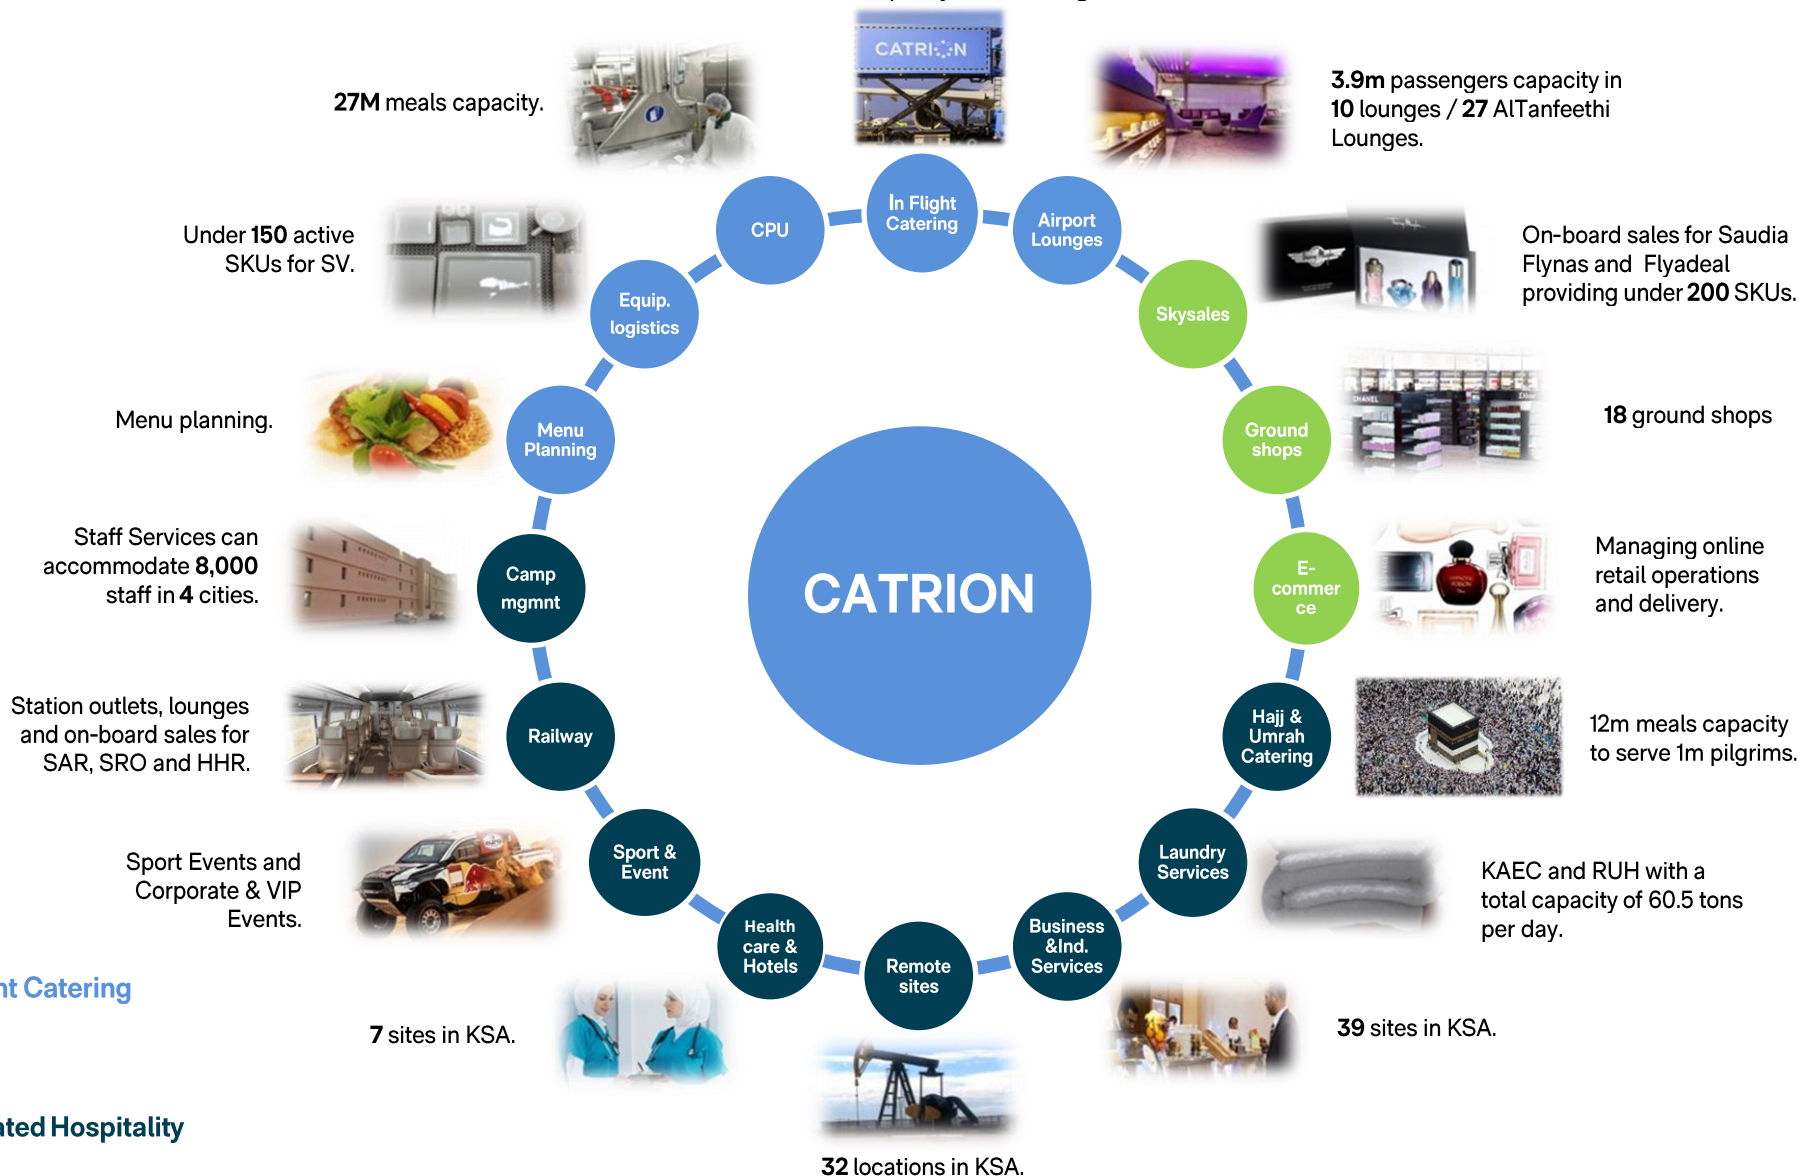 CATRION
27M meals capacity.
3.9m passengers capacity in
10 lounges / 27 AlTanfeethi
Lounges.
In Flight
Catering
CPU
Airport
Lounges
Under 150 active
SKUs for SV.
Equip.
logistics
Skysales
On-board sales for Saudia
Flynas and Flyadeal
providing under 200 SKUs.
Menu planning.
Menu
Planning
Ground
shops
CHANEL
Dior
18 ground shops
Staff Services can
accommodate 8,000
staff in 4 cities.
Camp
mgmnt
CATRION
E-
commer
ce
Managing online
retail operations
and delivery.
Station outlets, lounges
and on-board sales for
SAR, SRO and HHR.
Railway
Hajj &
Umrah
Catering
12m meals capacity
to serve 1m pilgrims.
Sport Events and
Corporate & VIP
Events.
Sport &
Event
Laundry
Services
KAEC and RUH with a
total capacity of 60.5 tons
per day.
Health
care &
Hotels
Remote
sites
Business
&Ind.
Services
nt Catering
7 sites in KSA.
39 sites in KSA.
ated Hospitality
32 locations in KSA.